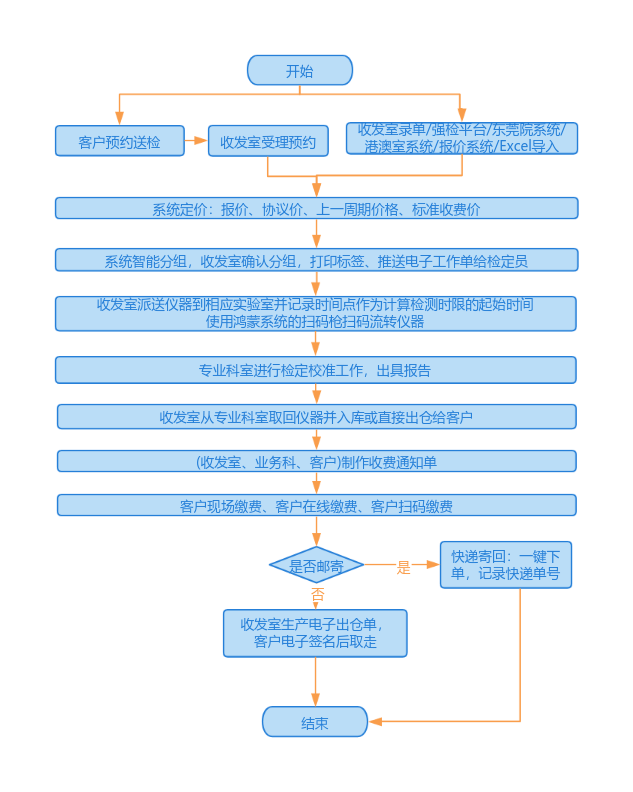 开始
客户预约送检
收发室受理预约
收发室录单/强检平台/东莞院系统/
港澳室系统/报价系统/Excel导入
系统定价：报价、协议价、上一周期价格、标准收费价
系统智能分组，收发室确认分组，打印标签、推送电子工作单给检定员
收发室派送仪器到相应实验室并记录时间点作为计算检测时限的起始时间
使用鸿蒙系统的扫码枪扫码流转仪器
专业科室进行检定校准工作，出具报告
收发室从专业科室取回仪器并入库或直接出仓给客户
(收发室、业务科、客户)制作收费通知单
客户现场缴费、客户在线缴费、客户扫码缴费
是否邮寄
是
快递寄回：一键下
单，记录快递单号
否
收发室生产电子出仓单，
客户电子签名后取走
结束